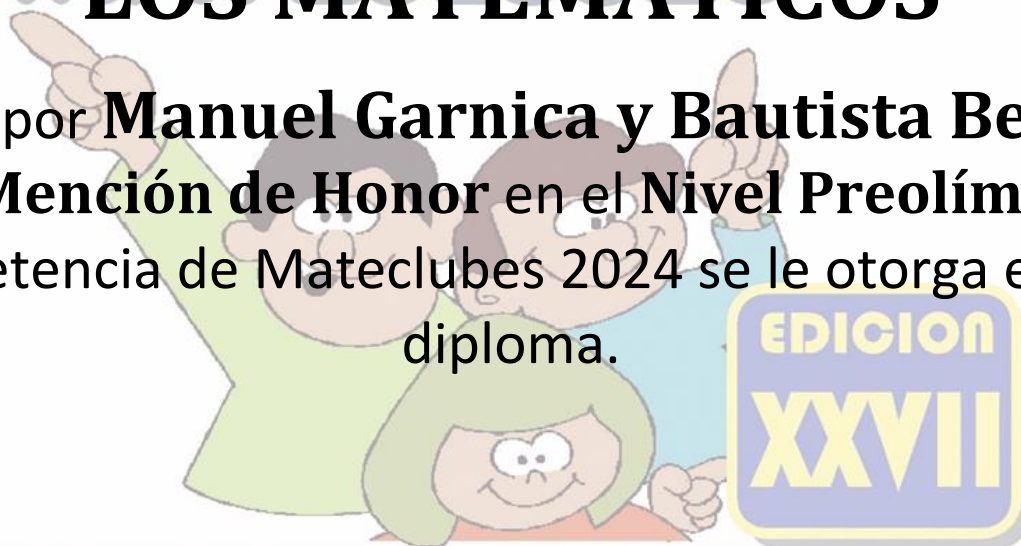 LOS MATEMÁTICOS
por Manuel Garnica y Bautista Be
Mención de Honor en el Nivel Preolím
etencia de Mateclubes 2024 se le otorga e
diploma.
EDICION
XXVII